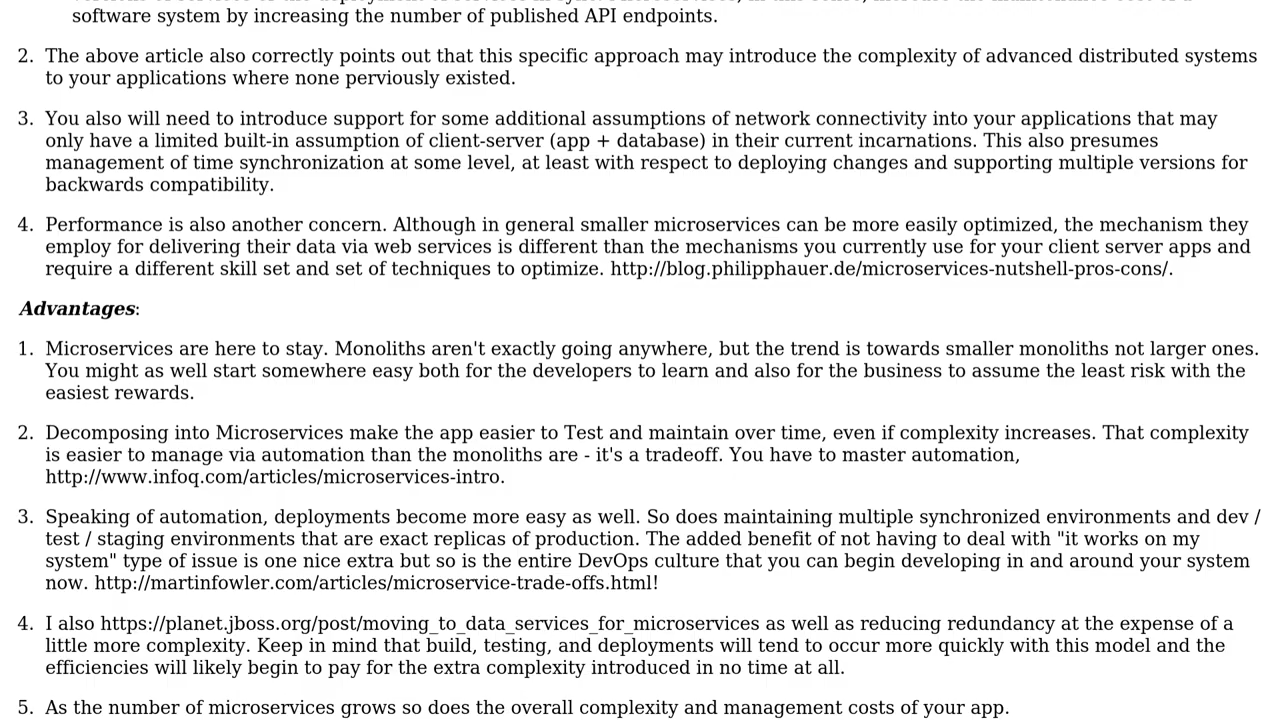 software system by increasing the number of published API endpoints.
2. The above article also correctly points out that this specific approach may introduce the complexity of advanced distributed systems
to your applications where none perviously existed.
3. You also will need to introduce support for some additional assumptions of network connectivity into your applications that may
only have a limited built-in assumption of client-server (app + database) in their current incarnations. This also presumes
management of time synchronization at some level, at least with respect to deploying changes and supporting multiple versions for
backwards compatibility.
4. Performance is also another concern. Although in general smaller microservices can be more easily optimized, the mechanism they
employ for delivering their data via web services is different than the mechanisms you currently use for your client server apps and
require a different skill set and set of techniques to optimize. http://blog.philipphauer.de/microservices-nutshell-pros-cons/.
Advantages:
1. Microservices are here to stay. Monoliths aren't exactly going anywhere, but the trend is towards smaller monoliths not larger ones.
You might as well start somewhere easy both for the developers to learn and also for the business to assume the least risk with the
easiest rewards.
2. Decomposing into Microservices make the app easier to Test and maintain over time, even if complexity increases. That complexity
is easier to manage via automation than the monoliths are - it's a tradeoff. You have to master automation,
http://www.infoq.com/articles/microservices-intro.
3. Speaking of automation, deployments become more easy as well. So does maintaining multiple synchronized environments and dev /
test / staging environments that are exact replicas of production. The added benefit of not having to deal with "it works on my
system" type of issue is one nice extra but so is the entire DevOps culture that you can begin developing in and around your system
now. http://martinfowler.com/articles/microservice-trade-offs.html!
4. I also https://planet.jboss.org/post/moving_to_data_services_for_microservices as well as reducing redundancy at the expense of a
little more complexity. Keep in mind that build, testing, and deployments will tend to occur more quickly with this model and the
efficiencies will likely begin to pay for the extra complexity introduced in no time at all.
5. As the number of microservices grows so does the overall complexity and management costs of your app.